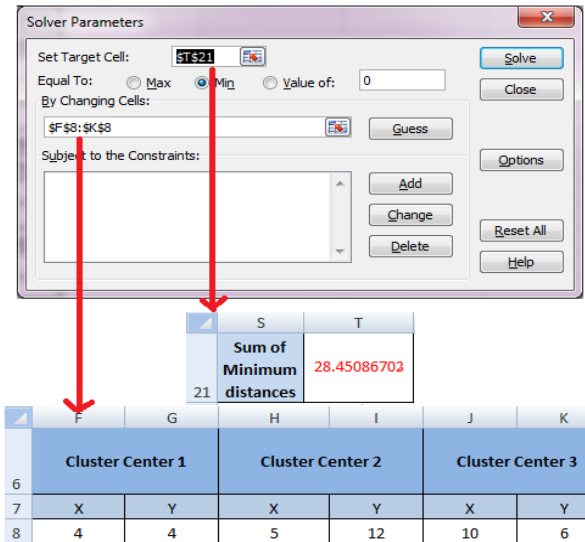 Solver Parameters
Set Target Cell: $T$21 Solve
Equal To: Max Min Value of: 0 Close
By Changing Cells:
$F$8:$K$8 Guess
Subject to the Constraints: Options
Add
Change
Delete Reset All
Help
S T
Sum of
Minimum 28.45086702
21 distances
F G H I J K
6 Cluster Center 1 Cluster Center 2 Cluster Center 3
7 X Y X Y X Y
8 4 4 5 12 10 6